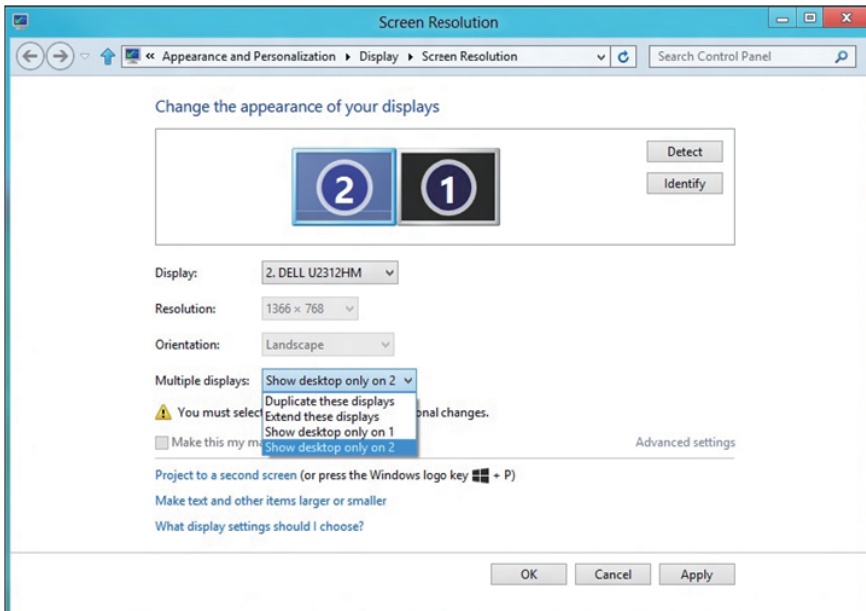 Screen Resolution
« Appearance and Personalization Display Screen Resolution Search Control Panel
Change the appearance of your displays
2 1
Detect
Identify
Display: 2. DELL U2312HM
Resolution: 1366 × 768
Orientation: Landscape
Multiple displays: Show desktop only on 2
Duplicate these displays
Extend these displays
Show desktop only on 1
Show desktop only on 2
You must selec onal changes.
Make this my m Advanced settings
Project to a second screen (or press the Windows logo key + P)
Make text and other items larger or smaller
What display settings should I choose?
OK Cancel Apply